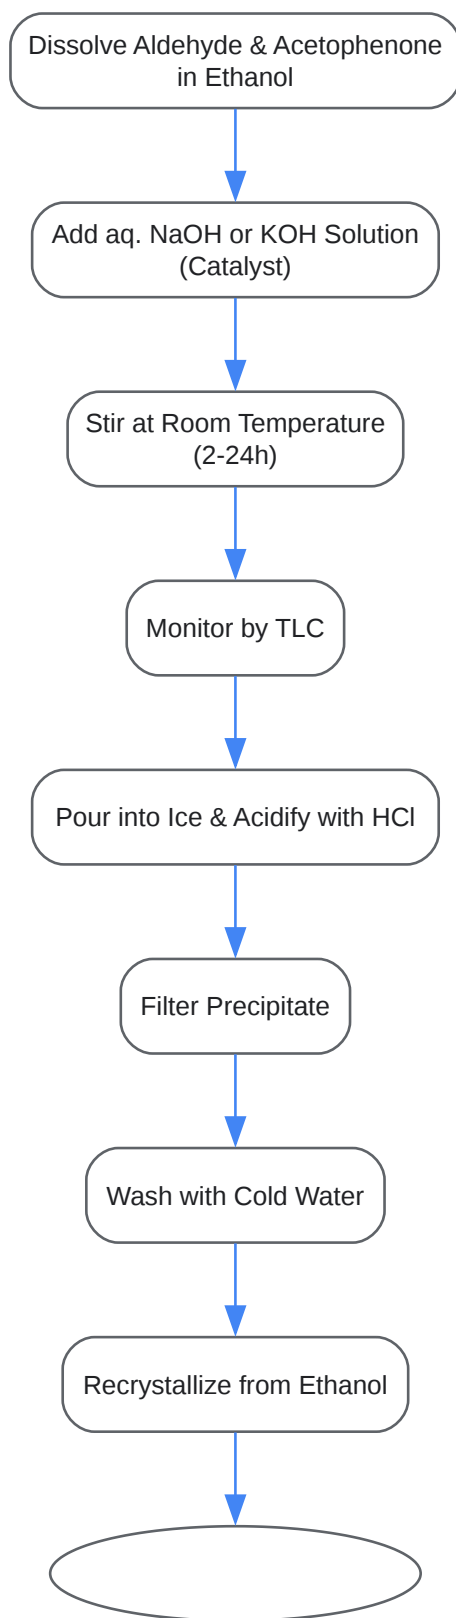 Dissolve Aldehyde & Acetophenone
in Ethanol
Add aq. NaOH or KOH Solution
(Catalyst)
Stir at Room Temperature
(2-24h)
Monitor by TLC
Pour into Ice & Acidify with HCl
Filter Precipitate
Wash with Cold Water
Recrystallize from Ethanol